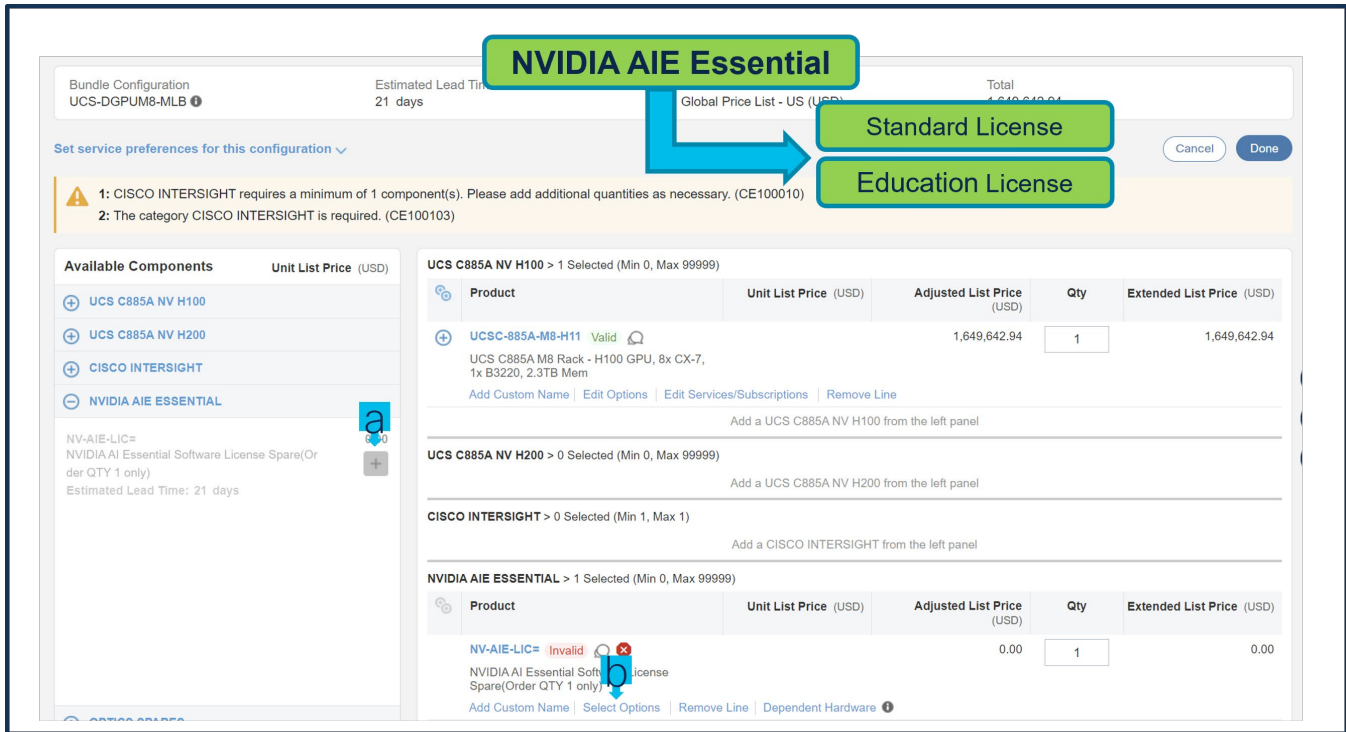 NVIDIA AIE Essential
Bundle Configuration
UCS-DGPUM8-MLB
Estimated Lead
21 days
Global Price List - US
Total
Standard License
Education License
Set service preferences for this configuration
Cancel
Done
1: CISCO INTERSIGHT requires a minimum of 1 component(s). Please add additional quantities as necessary. (CE100010)
2: The category CISCO INTERSIGHT is required. (CE100103)
Available Components Unit List Price (USD)
UCS C885A NV H100
UCS C885A NV H200
CISCO INTERSIGHT
NVIDIA AIE ESSENTIAL
a
NV-AIE-LIC=
NVIDIA AI Essential Software License Spare(Or
der QTY 1 only)
Estimated Lead Time: 21 days
UCS C885A NV H100 > 1 Selected (Min 0, Max 99999)
Product Unit List Price (USD) Adjusted List Price (USD) Qty Extended List Price (USD)
UCSC-885A-M8-H11 Valid 1,649,642.94 1 1,649,642.94
UCS C885A M8 Rack - H100 GPU, 8x CX-7,
1x B3220, 2.3TB Mem
Add Custom Name Edit Options Edit Services/Subscriptions Remove Line
Add a UCS C885A NV H100 from the left panel
UCS C885A NV H200 > 0 Selected (Min 0, Max 99999)
Add a UCS C885A NV H200 from the left panel
CISCO INTERSIGHT > 0 Selected (Min 1, Max 1)
Add a CISCO INTERSIGHT from the left panel
NVIDIA AIE ESSENTIAL > 1 Selected (Min 0, Max 99999)
Product Unit List Price (USD) Adjusted List Price (USD) Qty Extended List Price (USD)
NV-AIE-LIC= Invalid 0.00 1 0.00
NVIDIA AI Essential License
Spare(Order QTY 1 only)
b
Add Custom Name Select Options Remove Line Dependent Hardware